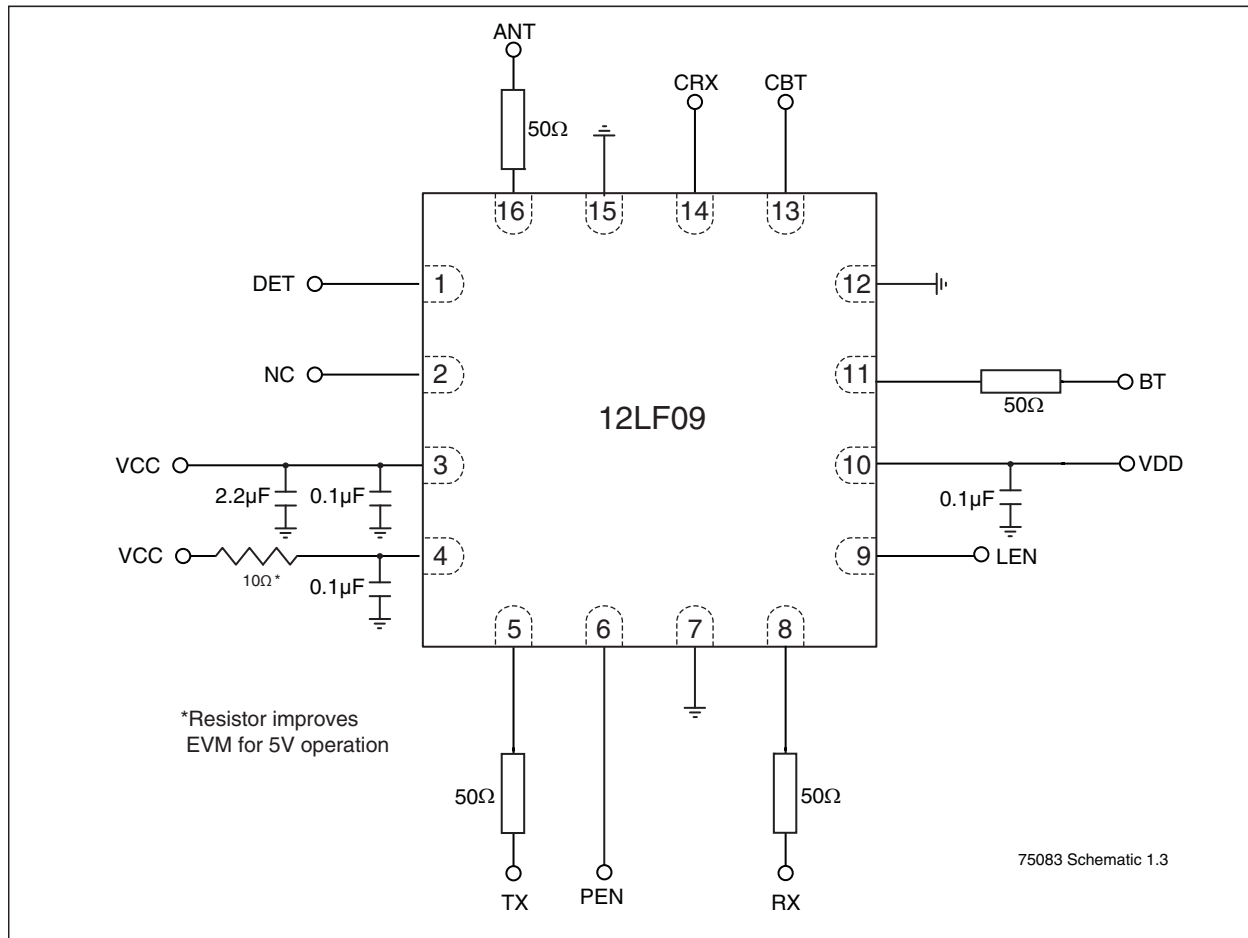 ANT
CRX
CBT
50Ω
16
15
14
13
DET
1
12
NC
2
11
BT
50Ω
12LF09
VCC
3
10
VDD
2.2µF
0.1µF
0.1µF
VCC
4
9
LEN
10Ω*
0.1µF
5
6
7
8
*Resistor improves
EVM for 5V operation
50Ω
50Ω
75083 Schematic 1.3
TX
PEN
RX